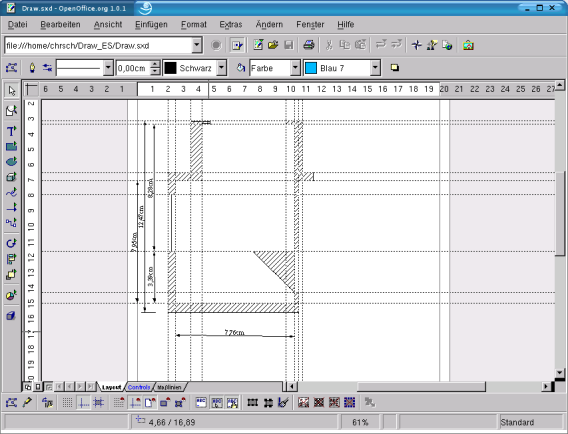 Draw.sxd - OpenOffice.org 1.0.1
Datei Bearbeiten Ansicht Einfügen Format Extras Ändern Fenster Hilfe
file:///home/chrsch/Draw_ES/Draw.sxd
0,00cm Schwarz Farbe Blau 7
6 5 4 3 2 1 1 2 3 4 5 6 7 8 9 10 11 12 13 14 15 16 17 18 19 20 21 22 23 24 25 26 27
2
3
4
5
6
7
8
9
10
11
12
13
14
15
16
17
18
19
20
8,28cm
12,47cm
7,95cm
3,39cm
7,76cm
Layout Controls Maßlinien
4,66 / 16,89 61% Standard